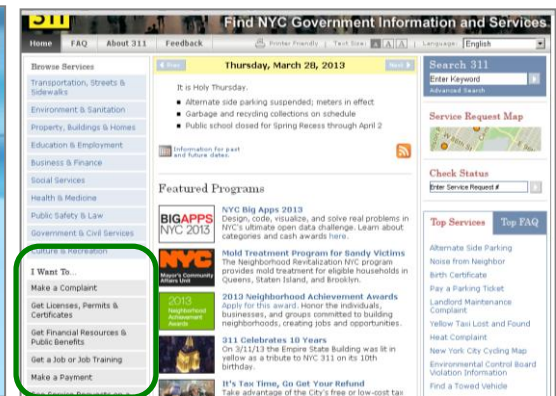 311
Find NYC Government Information and Services
Home FAQ About 311 Feedback Printer Friendly | Text Size: A A A | Language: English
Browse Services
Transportation, Streets &
Sidewalks
Environment & Sanitation
Property, Buildings & Homes
Education & Employment
Business & Finance
Social Services
Health & Medicine
Public Safety & Law
Government & Civil Services
Culture & Recreation
I Want To...
Make a Complaint
Get Licenses, Permits &
Certificates
Get Financial Resources &
Public Benefits
Get a Job or Job Training
Make a Payment
See Service Requests on a
Prev Thursday, March 28, 2013 Next
It is Holy Thursday.
Alternate side parking suspended; meters in effect
Garbage and recycling collections on schedule
Public school closed for Spring Recess through April 2
Information for past
and future dates.
Featured Programs
BIGAPPS
NYC 2013
NYC Big Apps 2013
Design, code, visualize, and solve real problems in
NYC's ultimate open data challenge. Learn about
categories and cash awards here.
NYC
Mayor's Community
Affairs Unit
Mold Treatment Program for Sandy Victims
The Neighborhood Revitalization NYC program
provides mold treatment for eligible households in
Queens, Staten Island, and Brooklyn.
2013
Neighborhood
Achievement
Awards
2013 Neighborhood Achievement Awards
Apply for this award. Honor the individuals,
businesses, and groups committed to building
neighborhoods, creating jobs and opportunities.
311 Celebrates 10 Years
On 3/11/13 the Empire State Building was lit in
yellow as a tribute to NYC 311 on its 10th
birthday.
It's Tax Time, Go Get Your Refund
Take advantage of the City's free or low-cost tax
Search 311
Enter Keyword
Advanced Search
Service Request Map
Check Status
Enter Service Request #
Top Services Top FAQ
Alternate Side Parking
Noise from Neighbor
Birth Certificate
Pay a Parking Ticket
Landlord Maintenance
Complaint
Yellow Taxi Lost and Found
Heat Complaint
New York City Cycling Map
Environmental Control Board
Violation Information
Find a Towed Vehicle